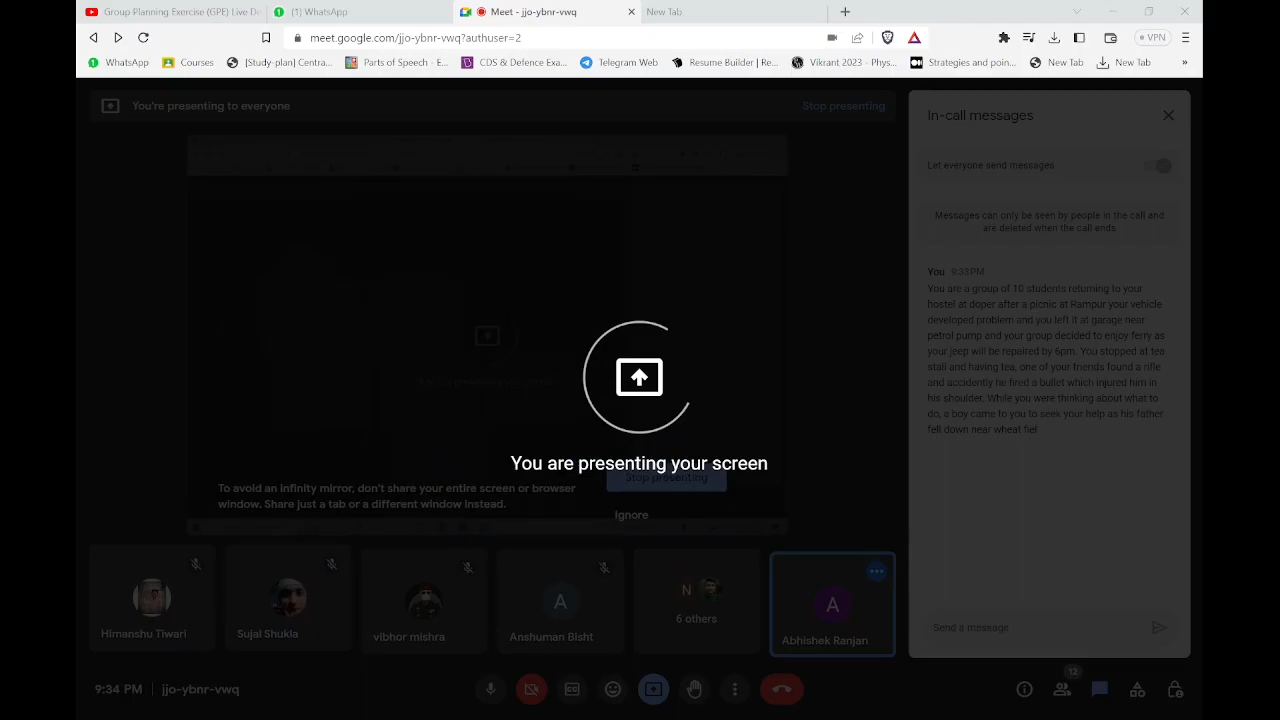 Group Planning Exercise (GPE) Live De
(1) WhatsApp
Meet - jjo-ybnr-vwq
New Tab
meet.google.com/jjo-ybnr-vwq?authuser=2
VPN
WhatsApp
Courses
[Study-plan] Centra...
Parts of Speech - E...
CDS & Defence Exa...
Telegram Web
Resume Builder | Re...
Vikrant 2023 - Phys...
Strategies and poin...
New Tab
New Tab
You're presenting to everyone
Stop presenting
In-call messages
Let everyone send messages
Messages can only be seen by people in the call and
are deleted when the call ends
You 9:33 PM
You are a group of 10 students returning to your
hostel at doper after a picnic at Rampur your vehicle
developed problem and you left it at garage near
petrol pump and your group decided to enjoy ferry as
your jeep will be repaired by 6pm. You stopped at tea
stall and having tea, one of your friends found a rifle
and accidently he fired a bullet which injured him in
his shoulder. While you were thinking about what to
do, a boy came to you to seek your help as his father
fell down near wheat fiel
You are presenting your screen
To avoid an infinity mirror, don't share your entire screen or browser
window. Share just a tab or a different window instead.
Stop presenting
Ignore
Himanshu Tiwari
Sujal Shukla
vibhor mishra
A
Anshuman Bisht
N
6 others
A
Abhishek Ranjan
Send a message
9:34 PM | jjo-ybnr-vwq
12